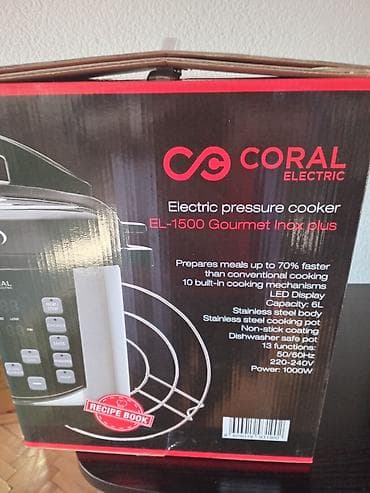 CORAL
ELECTRIC
Electric pressure cooker
EL-1500 Gourmet Inox plus
Prepares meals up to 70% faster
than conventional cooking
10 built-in cooking mechanisms
LED Display
Capacity: 6L
Stainless steel body
Stainless steel cooking pot
Non-stick coating
Dishwasher safe pot
13 functions:
50/60Hz
220-240V
Power: 1000W
RECIPE BOOK